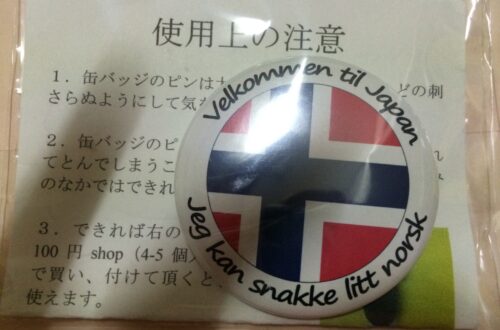 使用上の注意
1．缶バッジのピンは
どの刺
さらぬようにして気
2．缶バッジのピ
れ
てとんでしまうこ
のなかではできれ
3．できれば右の
100 円 shop (4-5 個
で買い、付けて頂くと、
使えます。
Velkommen til Japan
Jeg kan snakke litt norsk